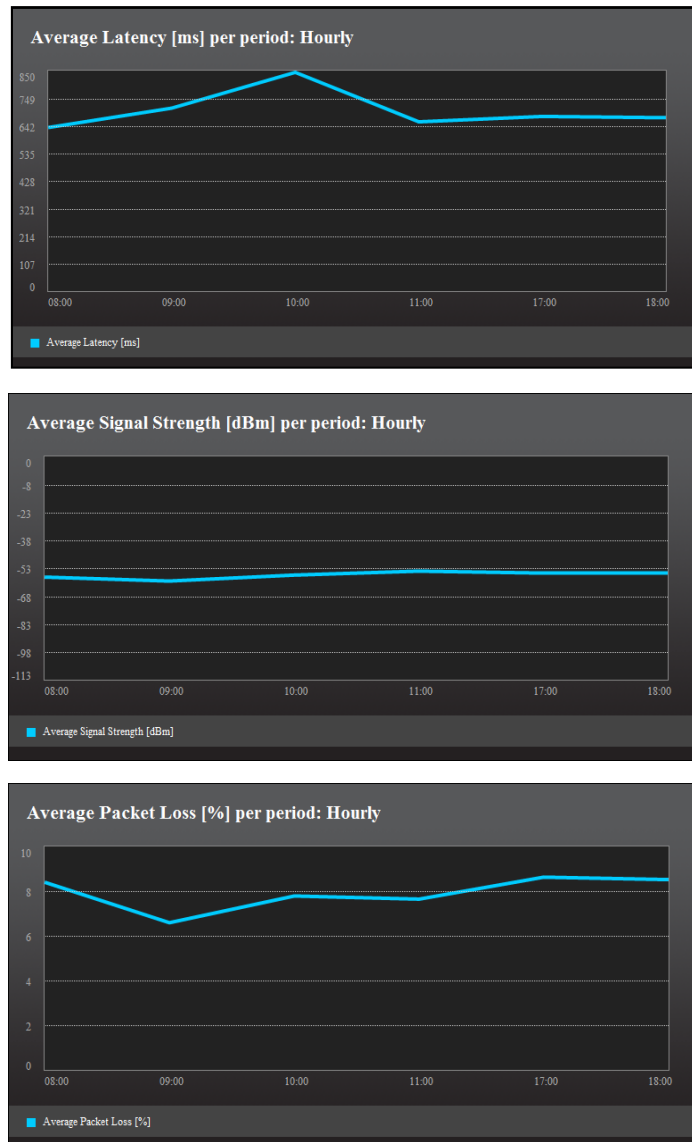 Average Latency [ms] per period: Hourly
850
749
642
535
428
321
214
107
0
08:00 09:00 10:00 11:00 17:00 18:00
Average Latency [ms]
Average Signal Strength [dBm] per period: Hourly
0
-8
-23
-38
-53
-68
-83
-98
-113
08:00 09:00 10:00 11:00 17:00 18:00
Average Signal Strength [dBm]
Average Packet Loss [%] per period: Hourly
10
8
6
4
2
0
08:00 09:00 10:00 11:00 17:00 18:00
Average Packet Loss [%]